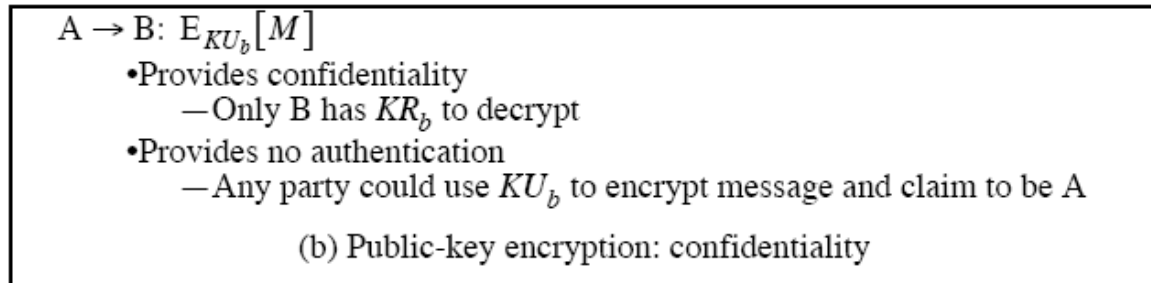 A → B: E_{KU_b}[M]
•Provides confidentiality
—Only B has KR_b to decrypt
•Provides no authentication
—Any party could use KU_b to encrypt message and claim to be A
(b) Public-key encryption: confidentiality